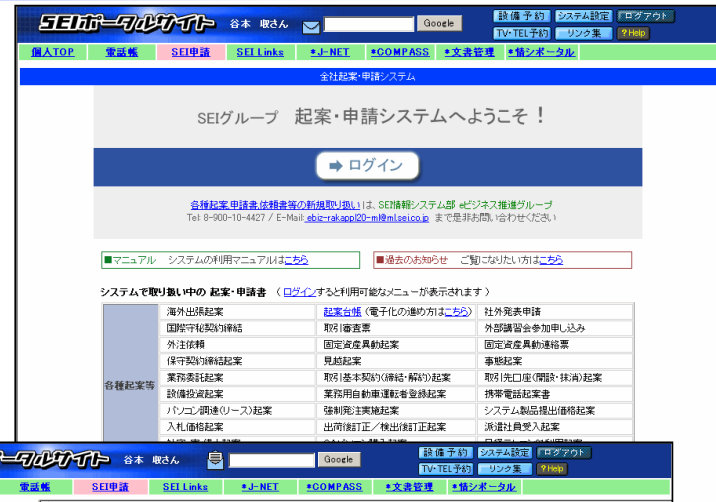 SEIポータルサイト 谷本 収さん Google 設備予約 システム設定 ログアウト
TV・TEL予約 リンク集 ?Help
個人TOP 電話帳 SEI申請 SEI Links *J-NET *COMPASS *文書管理 *情シポータル
全社起案・申請システム
SEIグループ 起案・申請システムへようこそ！
➡ ログイン
各種起案,申請書,依頼書等の新規取り扱いは、SEI情報システム部 eビジネス推進グループ
Tel: 8-900-10-4427 / E-Mail: ebiz-rakappl20-ml@ml.sei.co.jp まで是非お問い合わせください
■マニュアル システムの利用マニュアルはこちら ■過去のお知らせ ご覧になりたい方はこちら
システムで取り扱い中の 起案・申請書 （ログインすると利用可能なメニューが表示されます）
各種起案等
海外出張起案 起案台帳（電子化の進め方はこちら） 社外発表申請
国際守秘契約締結 取引審査票 外部講習会参加申し込み
外注依頼 固定資産異動起案 固定資産異動連絡票
保守契約締結起案 見越起案 事態起案
業務委託起案 取引基本契約(締結・解約)起案 取引先口座(開設・抹消)起案
設備投資起案 業務用自動車運転者登録起案 携帯電話起案書
パソコン調達(リース)起案 強制発注実施起案 システム製品提出価格起案
入札価格起案 出荷後訂正／検出後訂正起案 派遣社員受入起案
ータルサイト 谷本 収さん Google 設備予約 システム設定 ログアウト
TV・TEL予約 リンク集 ?Help
電話帳 SEI申請 SEI Links *J-NET *COMPASS *文書管理 *情シポータル